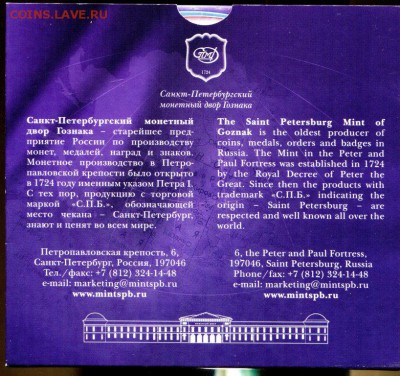 COINS.LAVE.RU
1724
Санкт-Петербургский
монетный двор Гознака
Санкт-Петербургский монетный
двор Гознака – старейшее пред-
приятие России по производству
монет, медалей, наград и знаков.
Монетное производство в Петро-
павловской крепости было открыто
в 1724 году именным указом Петра I.
С тех пор, продукцию с торговой
маркой «С.П.Б.», обозначающей
место чекана – Санкт-Петербург,
знают и ценят во всем мире.
The Saint Petersburg Mint of
Goznak is the oldest producer of
coins, medals, orders and badges in
Russia. The Mint in the Peter and
Paul Fortress was established in 1724
by the Royal Decree of Peter the
Great. Since then the products with
trademark «С.П.Б.» indicating the
origin – Saint Petersburg – are
respected and well known all over the
world.
Петропавловская крепость, 6,
Санкт-Петербург, Россия, 197046
Тел./факс: +7 (812) 324-14-48
e-mail: marketing@mintspb.ru
www.mintspb.ru
6, the Peter and Paul Fortress,
197046, Saint Petersburg, Russia
Phone/fax: +7 (812) 324-14-48
e-mail: marketing@mintspb.ru
www.mintspb.ru